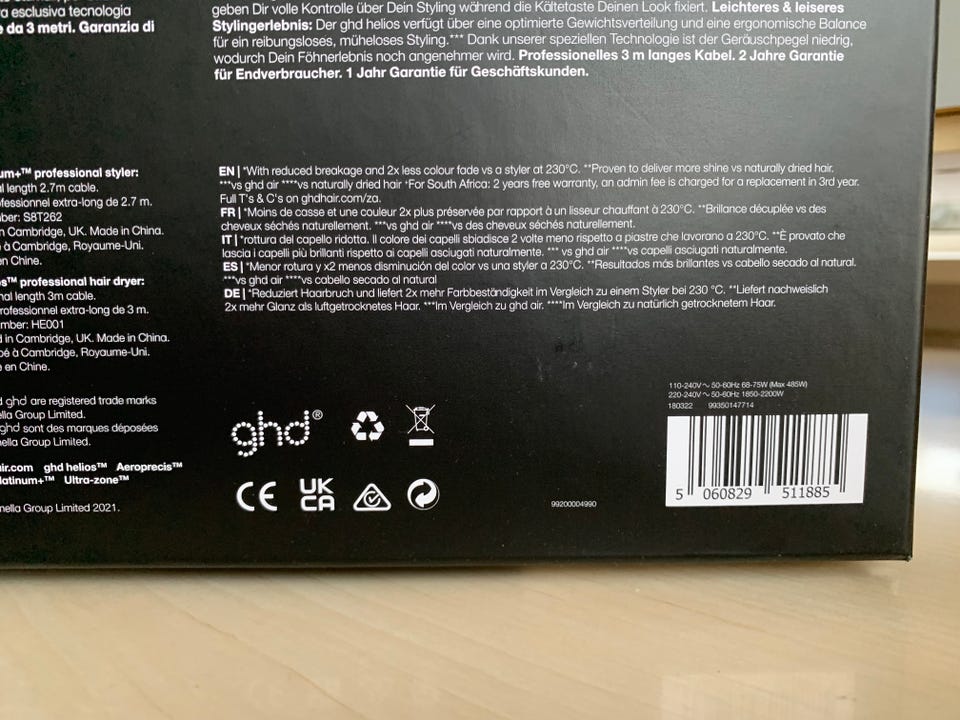 a esclusiva tecnologia
e da 3 metri. Garanzia di
geben Dir volle Kontrolle über Dein Styling während die Kältetaste Deinen Look fixiert. Leichteres & leiseres
Stylingerlebnis: Der ghd helios verfügt über eine optimierte Gewichtsverteilung und eine ergonomische Balance
für ein reibungsloses, müheloses Styling.*** Dank unserer speziellen Technologie ist der Geräuschpegel niedrig,
wodurch Dein Föhnerlebnis noch angenehmer wird. Professionelles 3 m langes Kabel. 2 Jahre Garantie
für Endverbraucher. 1 Jahr Garantie für Geschäftskunden.
um+™ professional styler:
al length 2.7m cable.
ofessionnel extra-long de 2.7 m.
ber: S8T262
in Cambridge, UK. Made in China.
é à Cambridge, Royaume-Uni.
en Chine.
os™ professional hair dryer:
nal length 3m cable.
rofessionnel extra-long de 3 m.
umber: HE001
d in Cambridge, UK. Made in China.
pé à Cambridge, Royaume-Uni.
é en Chine.
d ghd are registered trade marks
ella Group Limited.
ghd sont des marques déposées
ella Group Limited.
air.com ghd helios™ Aeroprecis™
latinum+™ Ultra-zone™
nella Group Limited 2021.
EN | *With reduced breakage and 2x less colour fade vs a styler at 230°C. **Proven to deliver more shine vs naturally dried hair.
***vs ghd air ****vs naturally dried hair ⁺For South Africa: 2 years free warranty, an admin fee is charged for a replacement in 3rd year.
Full T's & C's on ghdhair.com/za.
FR | *Moins de casse et une couleur 2x plus préservée par rapport à un lisseur chauffant à 230°C. **Brillance décuplée vs des
cheveux séchés naturellement. ***vs ghd air ****vs des cheveux séchés naturellement.
IT | *rottura del capello ridotta. Il colore dei capelli sbiadisce 2 volte meno rispetto a piastre che lavorano a 230°C. **È provato che
lascia i capelli più brillanti rispetto ai capelli asciugati naturalmente. *** vs ghd air ****vs capelli asciugati naturalmente.
ES | *Menor rotura y x2 menos disminución del color vs una styler a 230°C. **Resultados más brillantes vs cabello secado al natural.
***vs ghd air ****vs cabello secado al natural
DE | *Reduziert Haarbruch und liefert 2x mehr Farbbeständigkeit im Vergleich zu einem Styler bei 230 °C. **Liefert nachweislich
2x mehr Glanz als luftgetrocknetes Haar. ***Im Vergleich zu ghd air. ****Im Vergleich zu natürlich getrocknetem Haar.
ghd®
CE UK CA
99200004990
110-240V ~ 50-60Hz 68-75W (Max 485W)
220-240V ~ 50-60Hz 1850-2200W
180322 99350147714
5 060829 511885